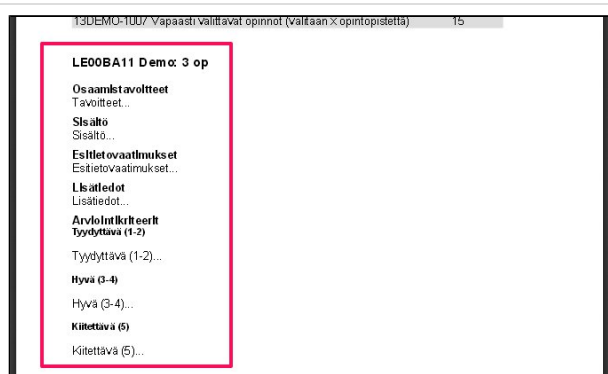 13DEMO-1007 Vapaasti valittavat opinnot (valitaan X opintopistettä) 15
LE00BA11 Demo: 3 op
Osaamistavoitteet
Tavoitteet...
Sisältö
Sisältö...
Esitietovaatimukset
Esitietovaatimukset...
Lisätiedot
Lisätiedot...
Arviointikriteerit
Tyydyttävä (1-2)
Tyydyttävä (1-2)...
Hyvä (3-4)
Hyvä (3-4)...
Kiitettävä (5)
Kiitettävä (5)...